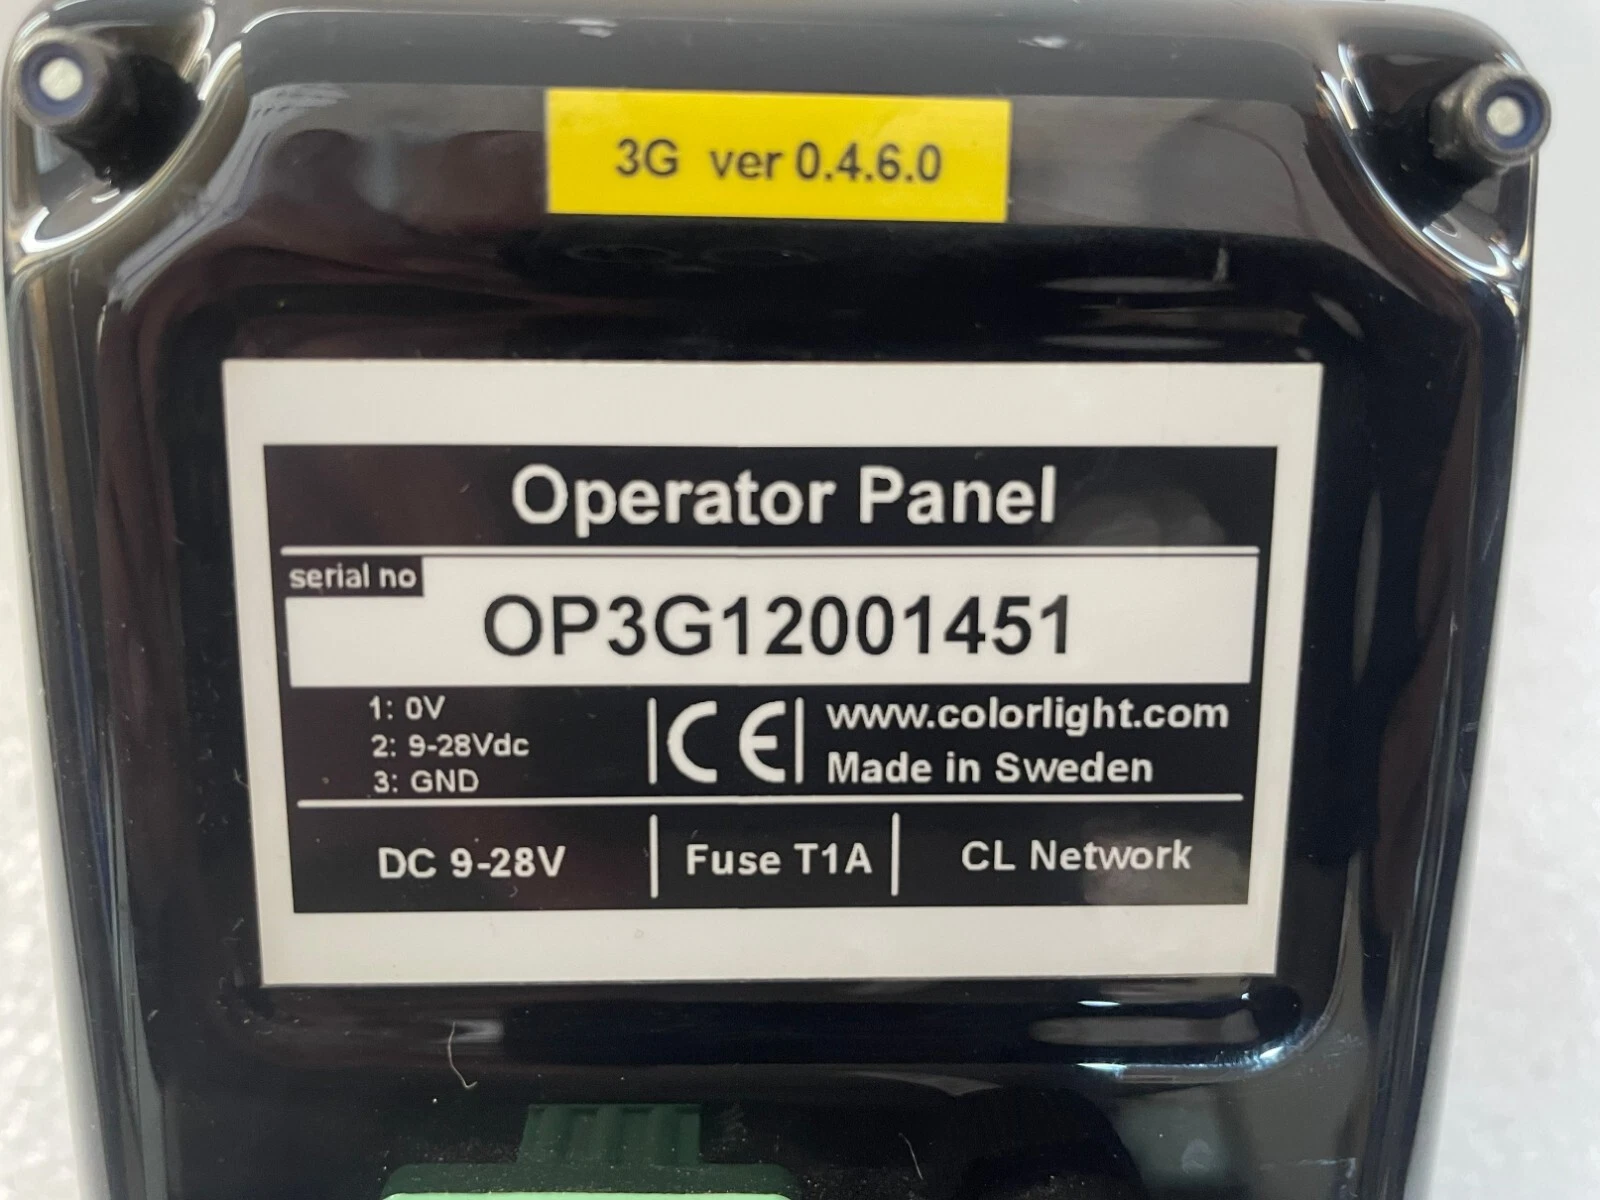 3G ver 0.4.6.0
Operator Panel
serial no
OP3G12001451
1: 0V
2: 9-28Vdc
3: GND
CE
www.colorlight.com
Made in Sweden
DC 9-28V
Fuse T1A
CL Network